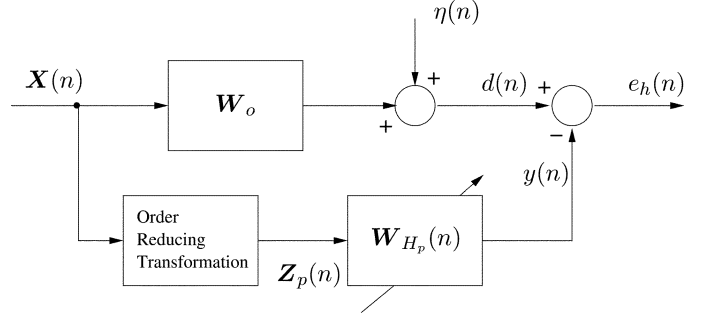 η(n)
X(n)
W_o
+
+
d(n)
+
−
e_h(n)
y(n)
Order
Reducing
Transformation
Z_p(n)
W_{H_p}(n)